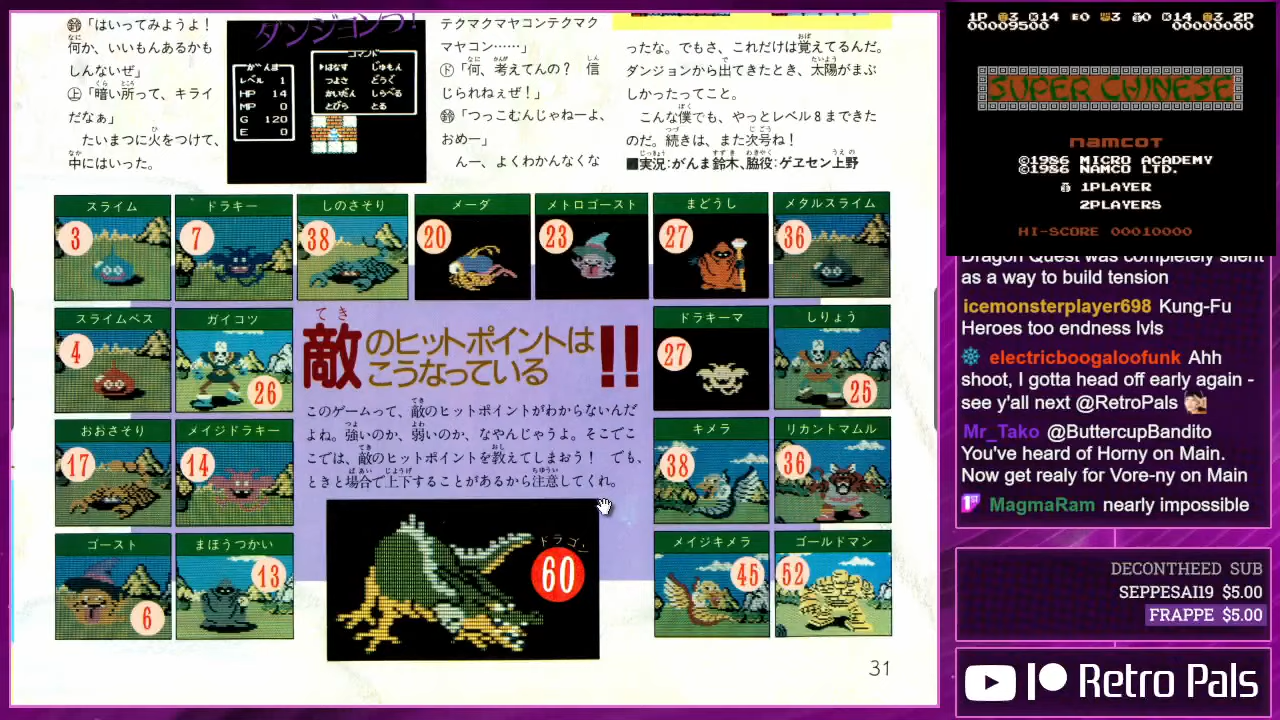 鈴「はいってみようよ!
何か、いいもんあるかも
しんないぜ」
上「暗い所って、キライ
だなぁ」
たいまつに火をつけて、
中にはいった。
ダンジョンつ!
コマンド
がんま
レベル 1
HP 14
MP 0
G 120
E 0
はなす じゅもん
つよさ どうぐ
かいだん しらべる
とびら とる
テクマクマヤコンテクマク
マヤコン……」
ド「何、考えてんの? 信
じられねぇぜ!」
鈴「つっこむんじゃねーよ、
おめー」
んー、よくわかんなくな
ったな。でもさ、これだけは覚えてるんだ。
ダンジョンから出てきたとき、太陽がまぶ
しかったってこと。
こんな僕でも、やっとレベル8まできた
のだ。続きは、また次号ね!
■実況:がんま鈴木、脇役:ゲヱセン上野
スライム
3
ドラキー
7
しのさそり
38
メーダ
20
メトロゴースト
23
まどうし
27
メタルスライム
36
スライムベス
4
ガイコツ
26
敵のヒットポイントは
こうなっている!!
ドラキーマ
27
しりょう
25
このゲームって、敵のヒットポイントがわからないんだ
よね。強いのか、弱いのか、なやんじゃうよ。そこでこ
こでは、敵のヒットポイントを教えてしまおう! でも、
ときと場合で上下することがあるから注意してくれ。
おおさそり
17
メイジドラキー
14
キメラ
38
リカントマムル
36
ゴースト
6
まほうつかい
13
ドラゴン
60
メイジキメラ
45
ゴールドマン
52
31
1P 3 ×14 E0 3 0 ×14 3 2P
00009500 00000000
SUPER CHINESE
namcot
©1986 MICRO ACADEMY
©1986 NAMCO LTD.
1PLAYER
2PLAYERS
HI-SCORE 00010000
Dragon Quest was completely silent
as a way to build tension
icemonsterplayer698 Kung-Fu
Heroes too endness lvls
electricboogaloofunk Ahh
shoot, I gotta head off early again -
see y'all next @RetroPals
Mr_Tako @ButtercupBandito
You've heard of Horny on Main.
Now get realy for Vore-ny on Main
MagmaRam nearly impossible
DECONTHEED SUB
SEPPESAI19 $5.00
FRAPPE $5.00
Retro Pals